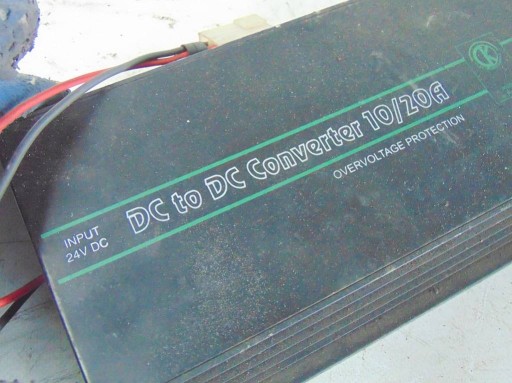 DC to DC Converter 10/20A
OVERVOLTAGE PROTECTION
INPUT
24V DC